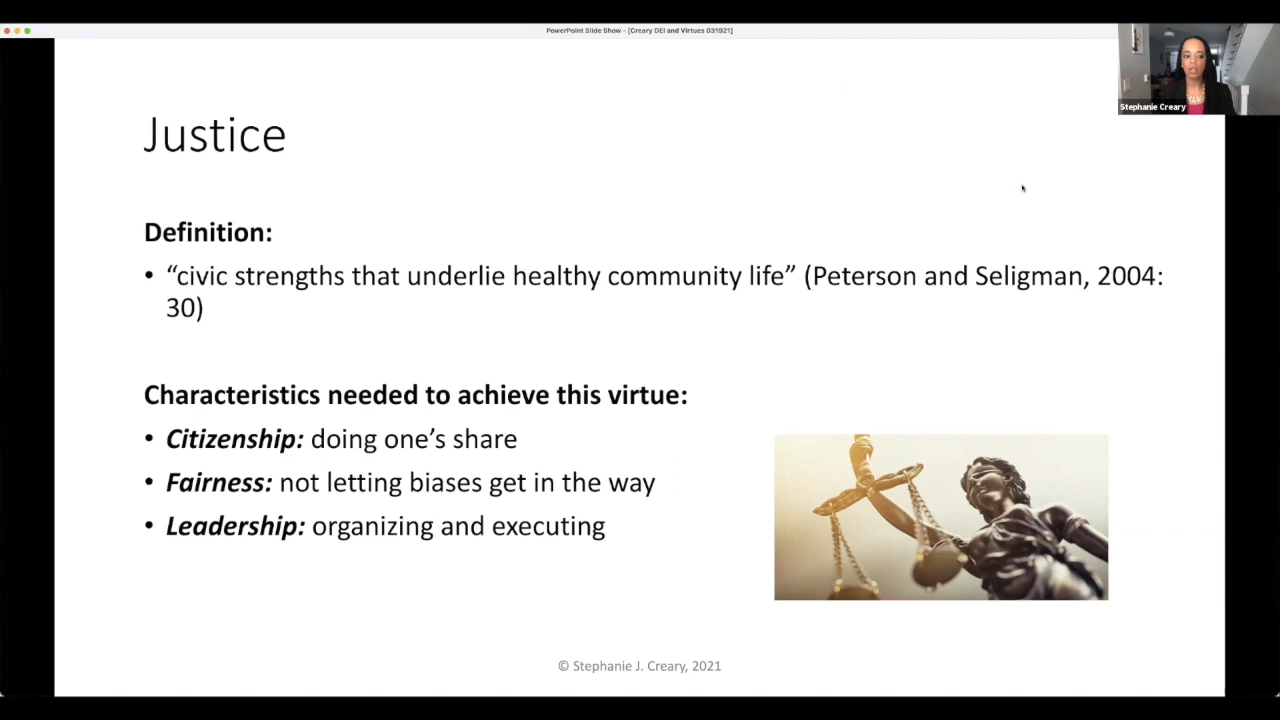 PowerPoint Slide Show - [Creary DEI and Virtues 031921]
Stephanie Creary
Justice
Definition:
• “civic strengths that underlie healthy community life” (Peterson and Seligman, 2004:
30)
Characteristics needed to achieve this virtue:
• Citizenship: doing one’s share
• Fairness: not letting biases get in the way
• Leadership: organizing and executing
© Stephanie J. Creary, 2021